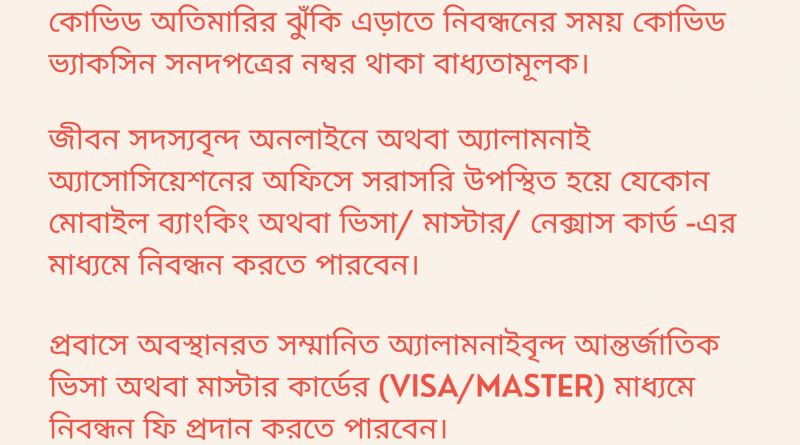 কোভিড অতিমারির ঝুঁকি এড়াতে নিবন্ধনের সময় কোভিড
ভ্যাকসিন সনদপত্রের নম্বর থাকা বাধ্যতামূলক।
জীবন সদস্যবৃন্দ অনলাইনে অথবা অ্যালামনাই
অ্যাসোসিয়েশনের অফিসে সরাসরি উপস্থিত হয়ে যেকোন
মোবাইল ব্যাংকিং অথবা ভিসা/ মাস্টার/ নেক্সাস কার্ড -এর
মাধ্যমে নিবন্ধন করতে পারবেন।
প্রবাসে অবস্থানরত সম্মানিত অ্যালামনাইবৃন্দ আন্তর্জাতিক
ভিসা অথবা মাস্টার কার্ডের (VISA/MASTER) মাধ্যমে
নিবন্ধন ফি প্রদান করতে পারবেন।